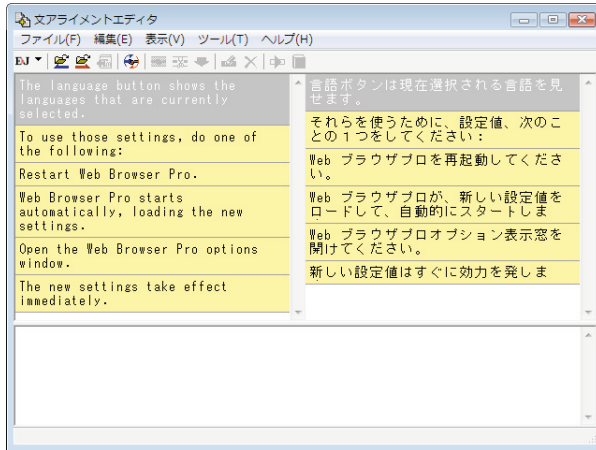 文アライメントエディタ
ファイル(F) 編集(E) 表示(V) ツール(T) ヘルプ(H)
The language button shows the
languages that are currently
selected.
To use those settings, do one of
the following:
Restart Web Browser Pro.
Web Browser Pro starts
automatically, loading the new
settings.
Open the Web Browser Pro options
window.
The new settings take effect
immediately.
言語ボタンは現在選択される言語を見
せます。
それらを使うために、設定値、次のこ
との１つをしてください：
Web ブラウザプロを再起動してくださ
い。
Web ブラウザプロが、新しい設定値を
ロードして、自動的にスタートしま
Web ブラウザプロオプション表示窓を
開けてください。
新しい設定値はすぐに効力を発しま